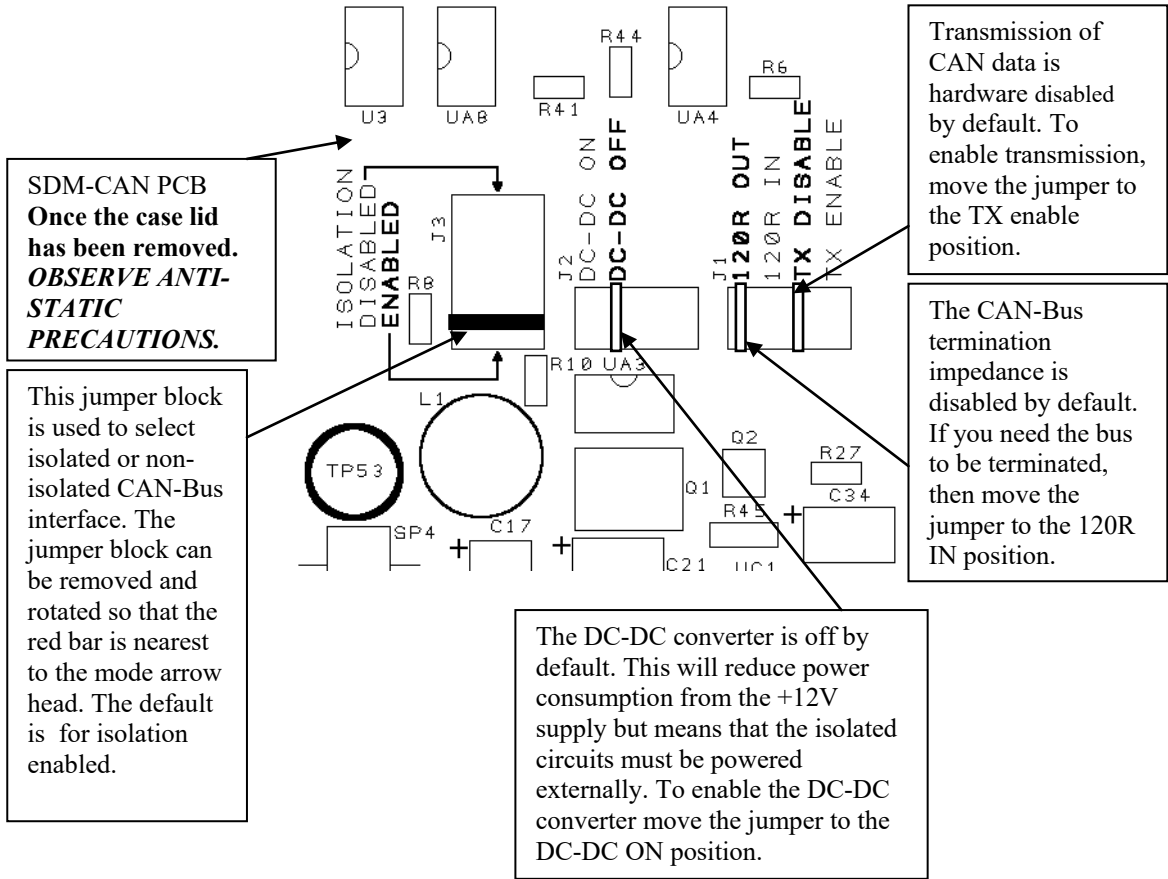 U3
UA8
R41
R44
UA4
R6
Transmission of
CAN data is
hardware disabled
by default. To
enable transmission,
move the jumper to
the TX enable
position.
SDM-CAN PCB
Once the case lid
has been removed.
OBSERVE ANTI-
STATIC
PRECAUTIONS.
ISOLATION
DISABLED
ENABLED
R8
J3
J2
DC-DC ON
DC-DC OFF
J1
120R OUT
120R IN
TX DISABLE
TX ENABLE
The CAN-Bus
termination
impedance is
disabled by default.
If you need the bus
to be terminated,
then move the
jumper to the 120R
IN position.
This jumper block
is used to select
isolated or non-
isolated CAN-Bus
interface. The
jumper block can
be removed and
rotated so that the
red bar is nearest
to the mode arrow
head. The default
is for isolation
enabled.
R10
UA3
L1
TP53
SP4
+
C17
+
C21
Q1
Q2
R45
UC1
R27
+
C34
The DC-DC converter is off by
default. This will reduce power
consumption from the +12V
supply but means that the isolated
circuits must be powered
externally. To enable the DC-DC
converter move the jumper to the
DC-DC ON position.